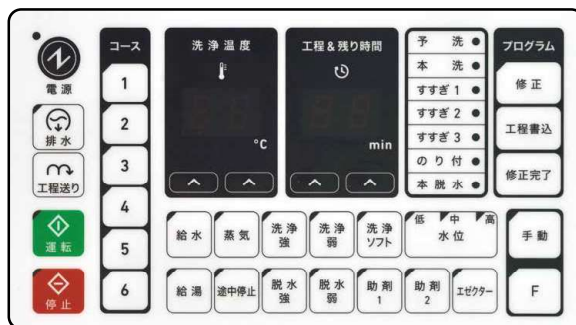 電源
排水
工程送り
運転
停止
コース
1
2
3
4
5
6
洗浄温度
℃
工程&残り時間
min
予洗
本洗
すすぎ1
すすぎ2
すすぎ3
のり付
本脱水
プログラム
修正
工程書込
修正完了
給水
蒸気
洗浄
強
洗浄
弱
洗浄
ソフト
低 中 高
水位
手動
給湯
途中停止
脱水
強
脱水
弱
助剤
1
助剤
2
エゼクター
F